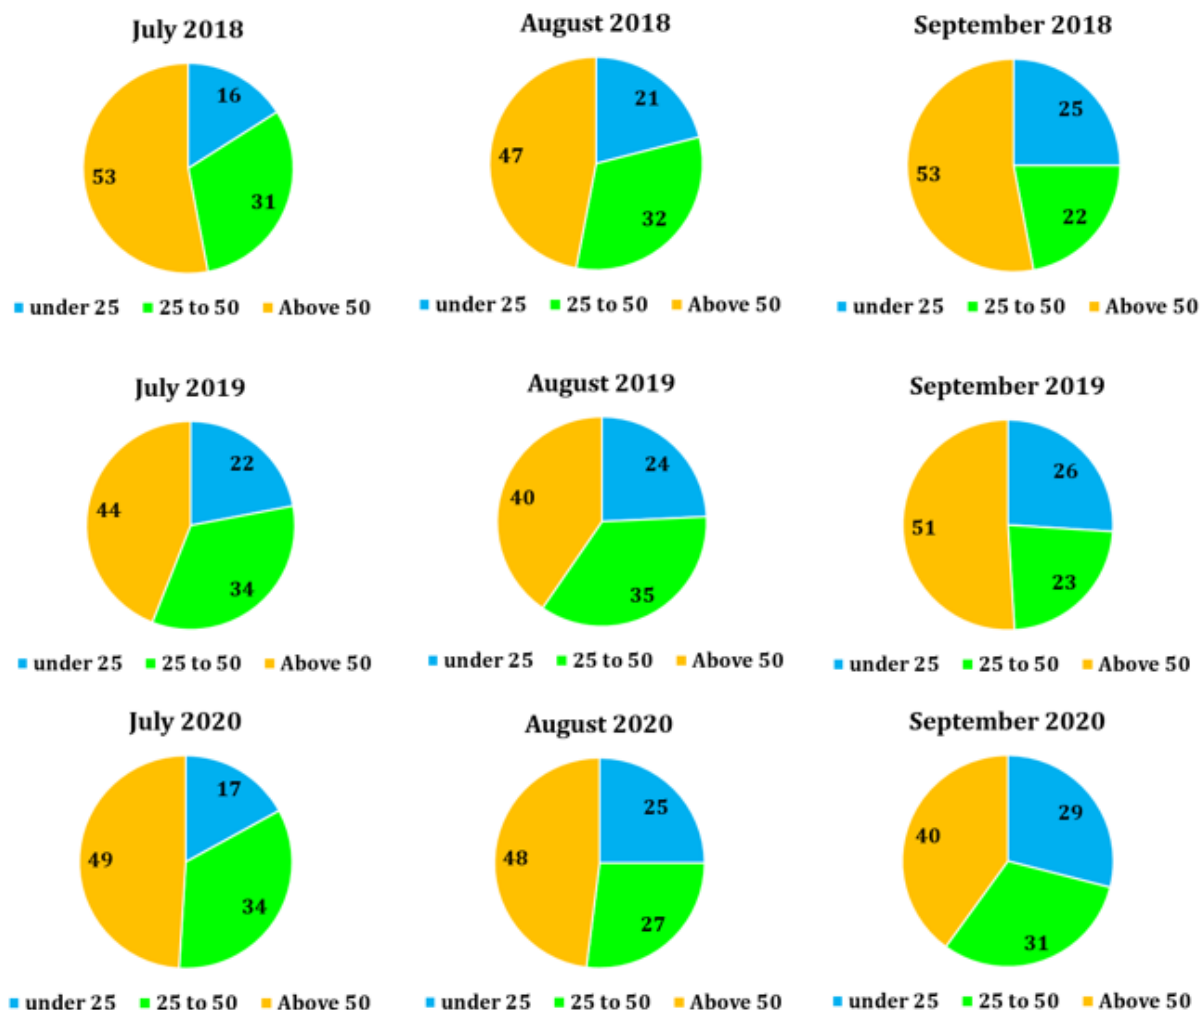 July 2018
August 2018
September 2018
16
31
53
21
32
47
25
22
53
under 25 25 to 50 Above 50
under 25 25 to 50 Above 50
under 25 25 to 50 Above 50
July 2019
August 2019
September 2019
22
34
44
24
35
40
26
23
51
under 25 25 to 50 Above 50
under 25 25 to 50 Above 50
under 25 25 to 50 Above 50
July 2020
August 2020
September 2020
17
34
49
25
27
48
29
31
40
under 25 25 to 50 Above 50
under 25 25 to 50 Above 50
under 25 25 to 50 Above 50